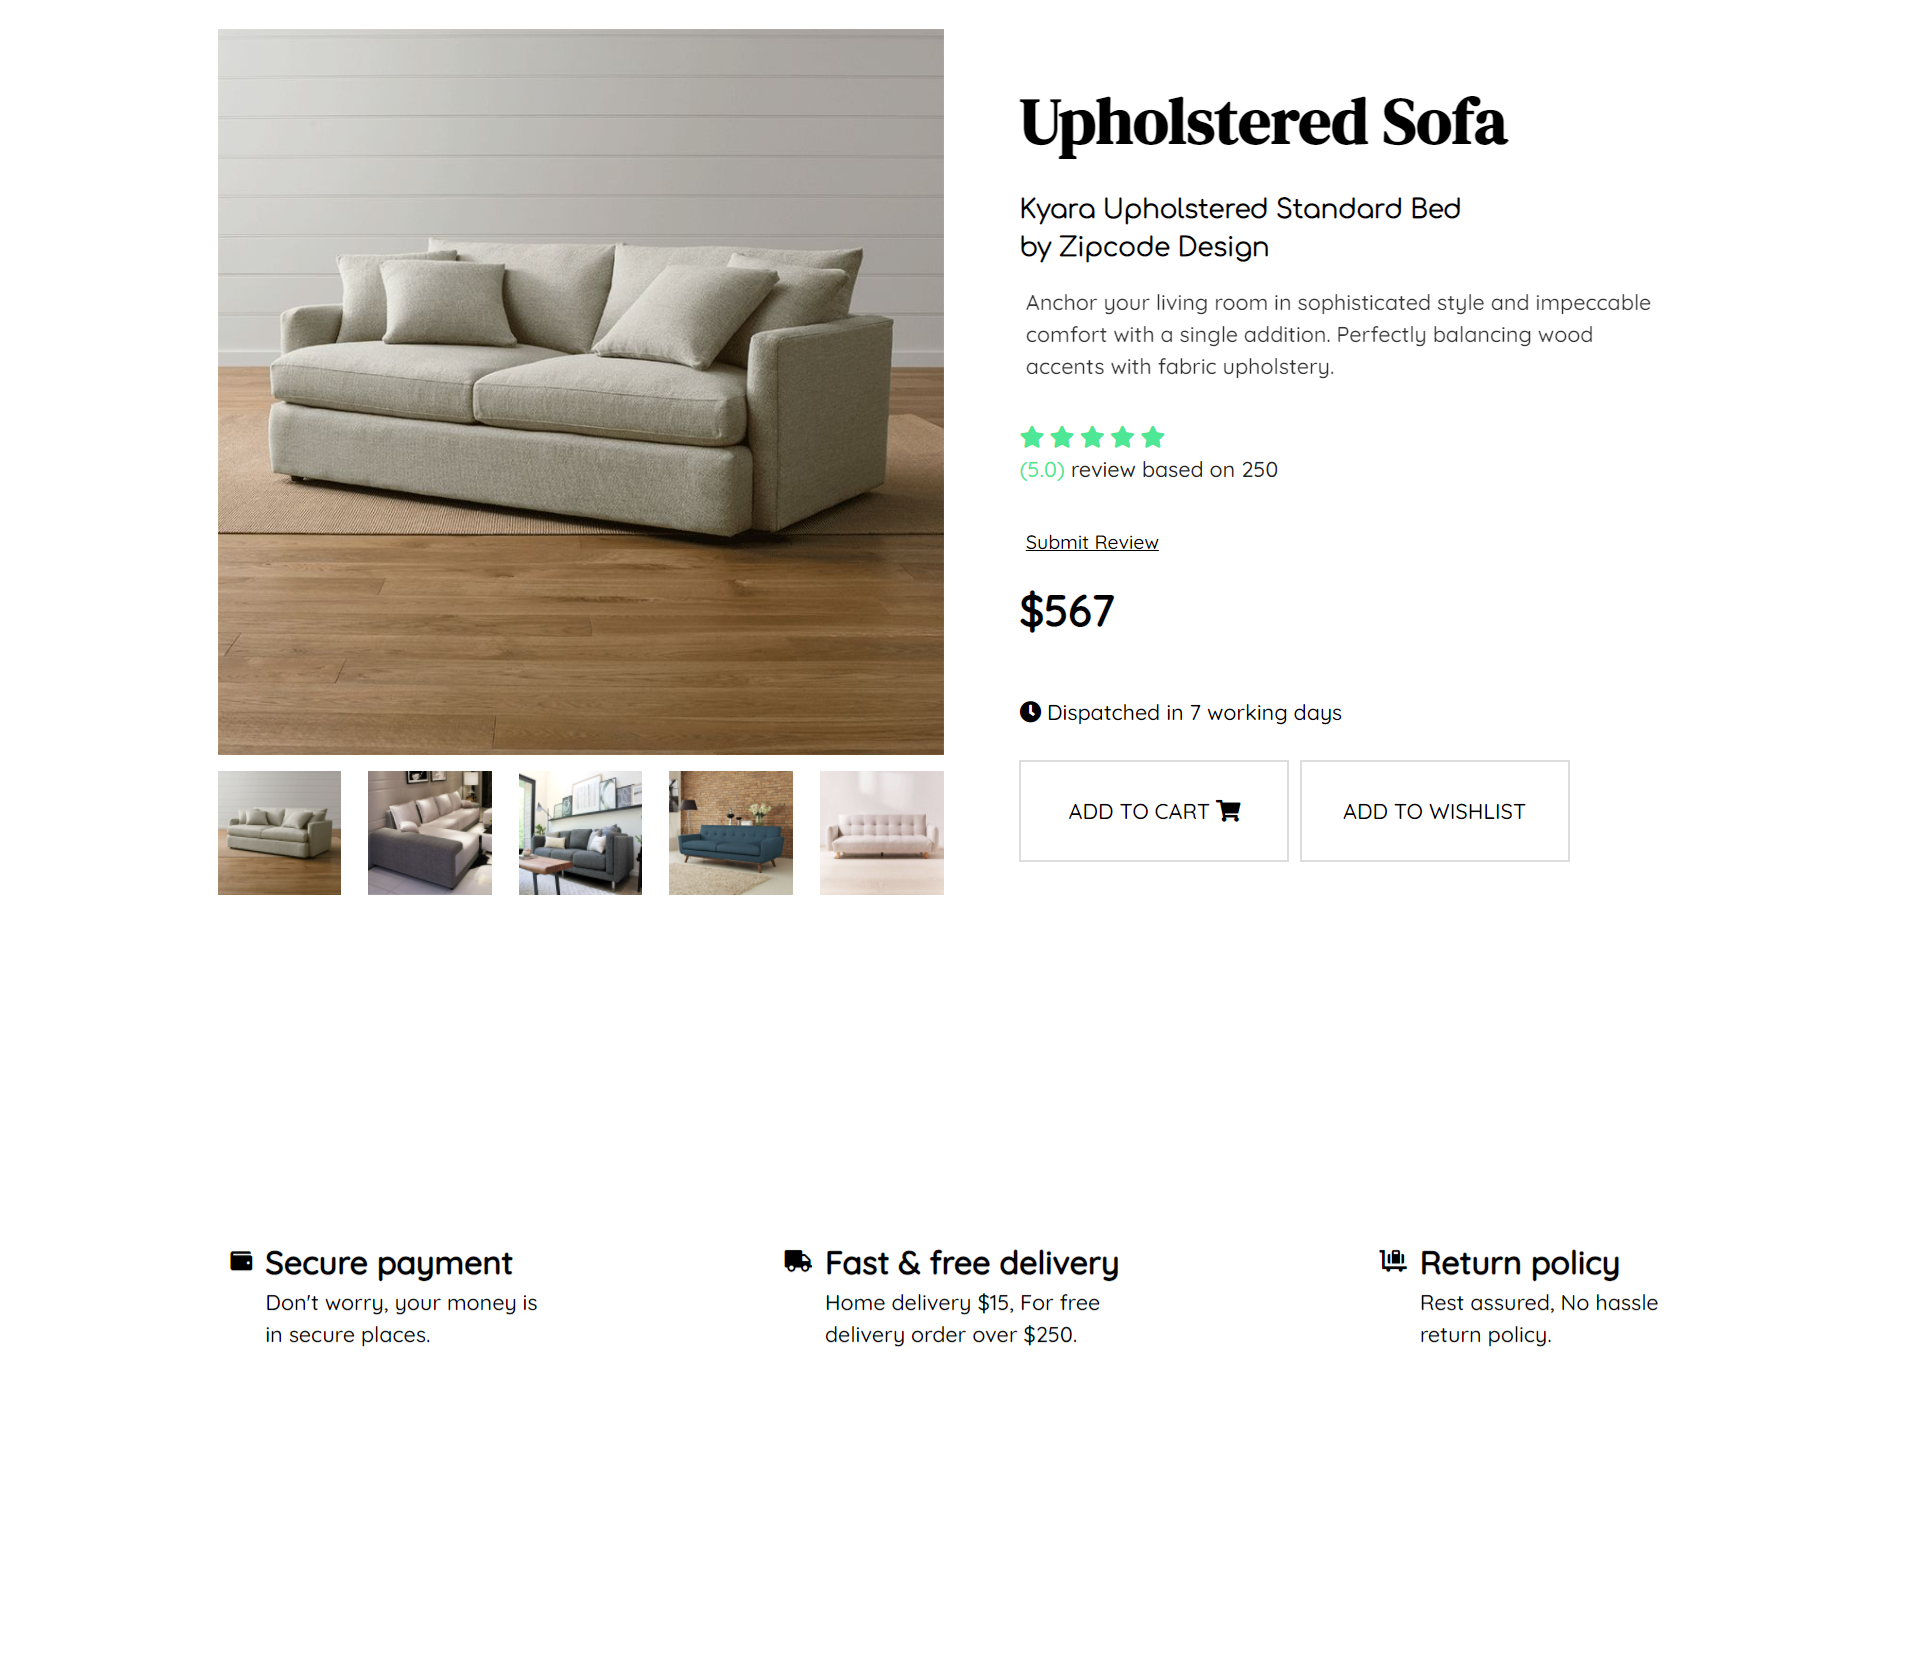 Upholstered Sofa
Kyara Upholstered Standard Bed
by Zipcode Design
Anchor your living room in sophisticated style and impeccable
comfort with a single addition. Perfectly balancing wood
accents with fabric upholstery.
(5.0) review based on 250
Submit Review
$567
Dispatched in 7 working days
ADD TO CART
ADD TO WISHLIST
Secure payment
Don't worry, your money is
in secure places.
Fast & free delivery
Home delivery $15, For free
delivery order over $250.
Return policy
Rest assured, No hassle
return policy.